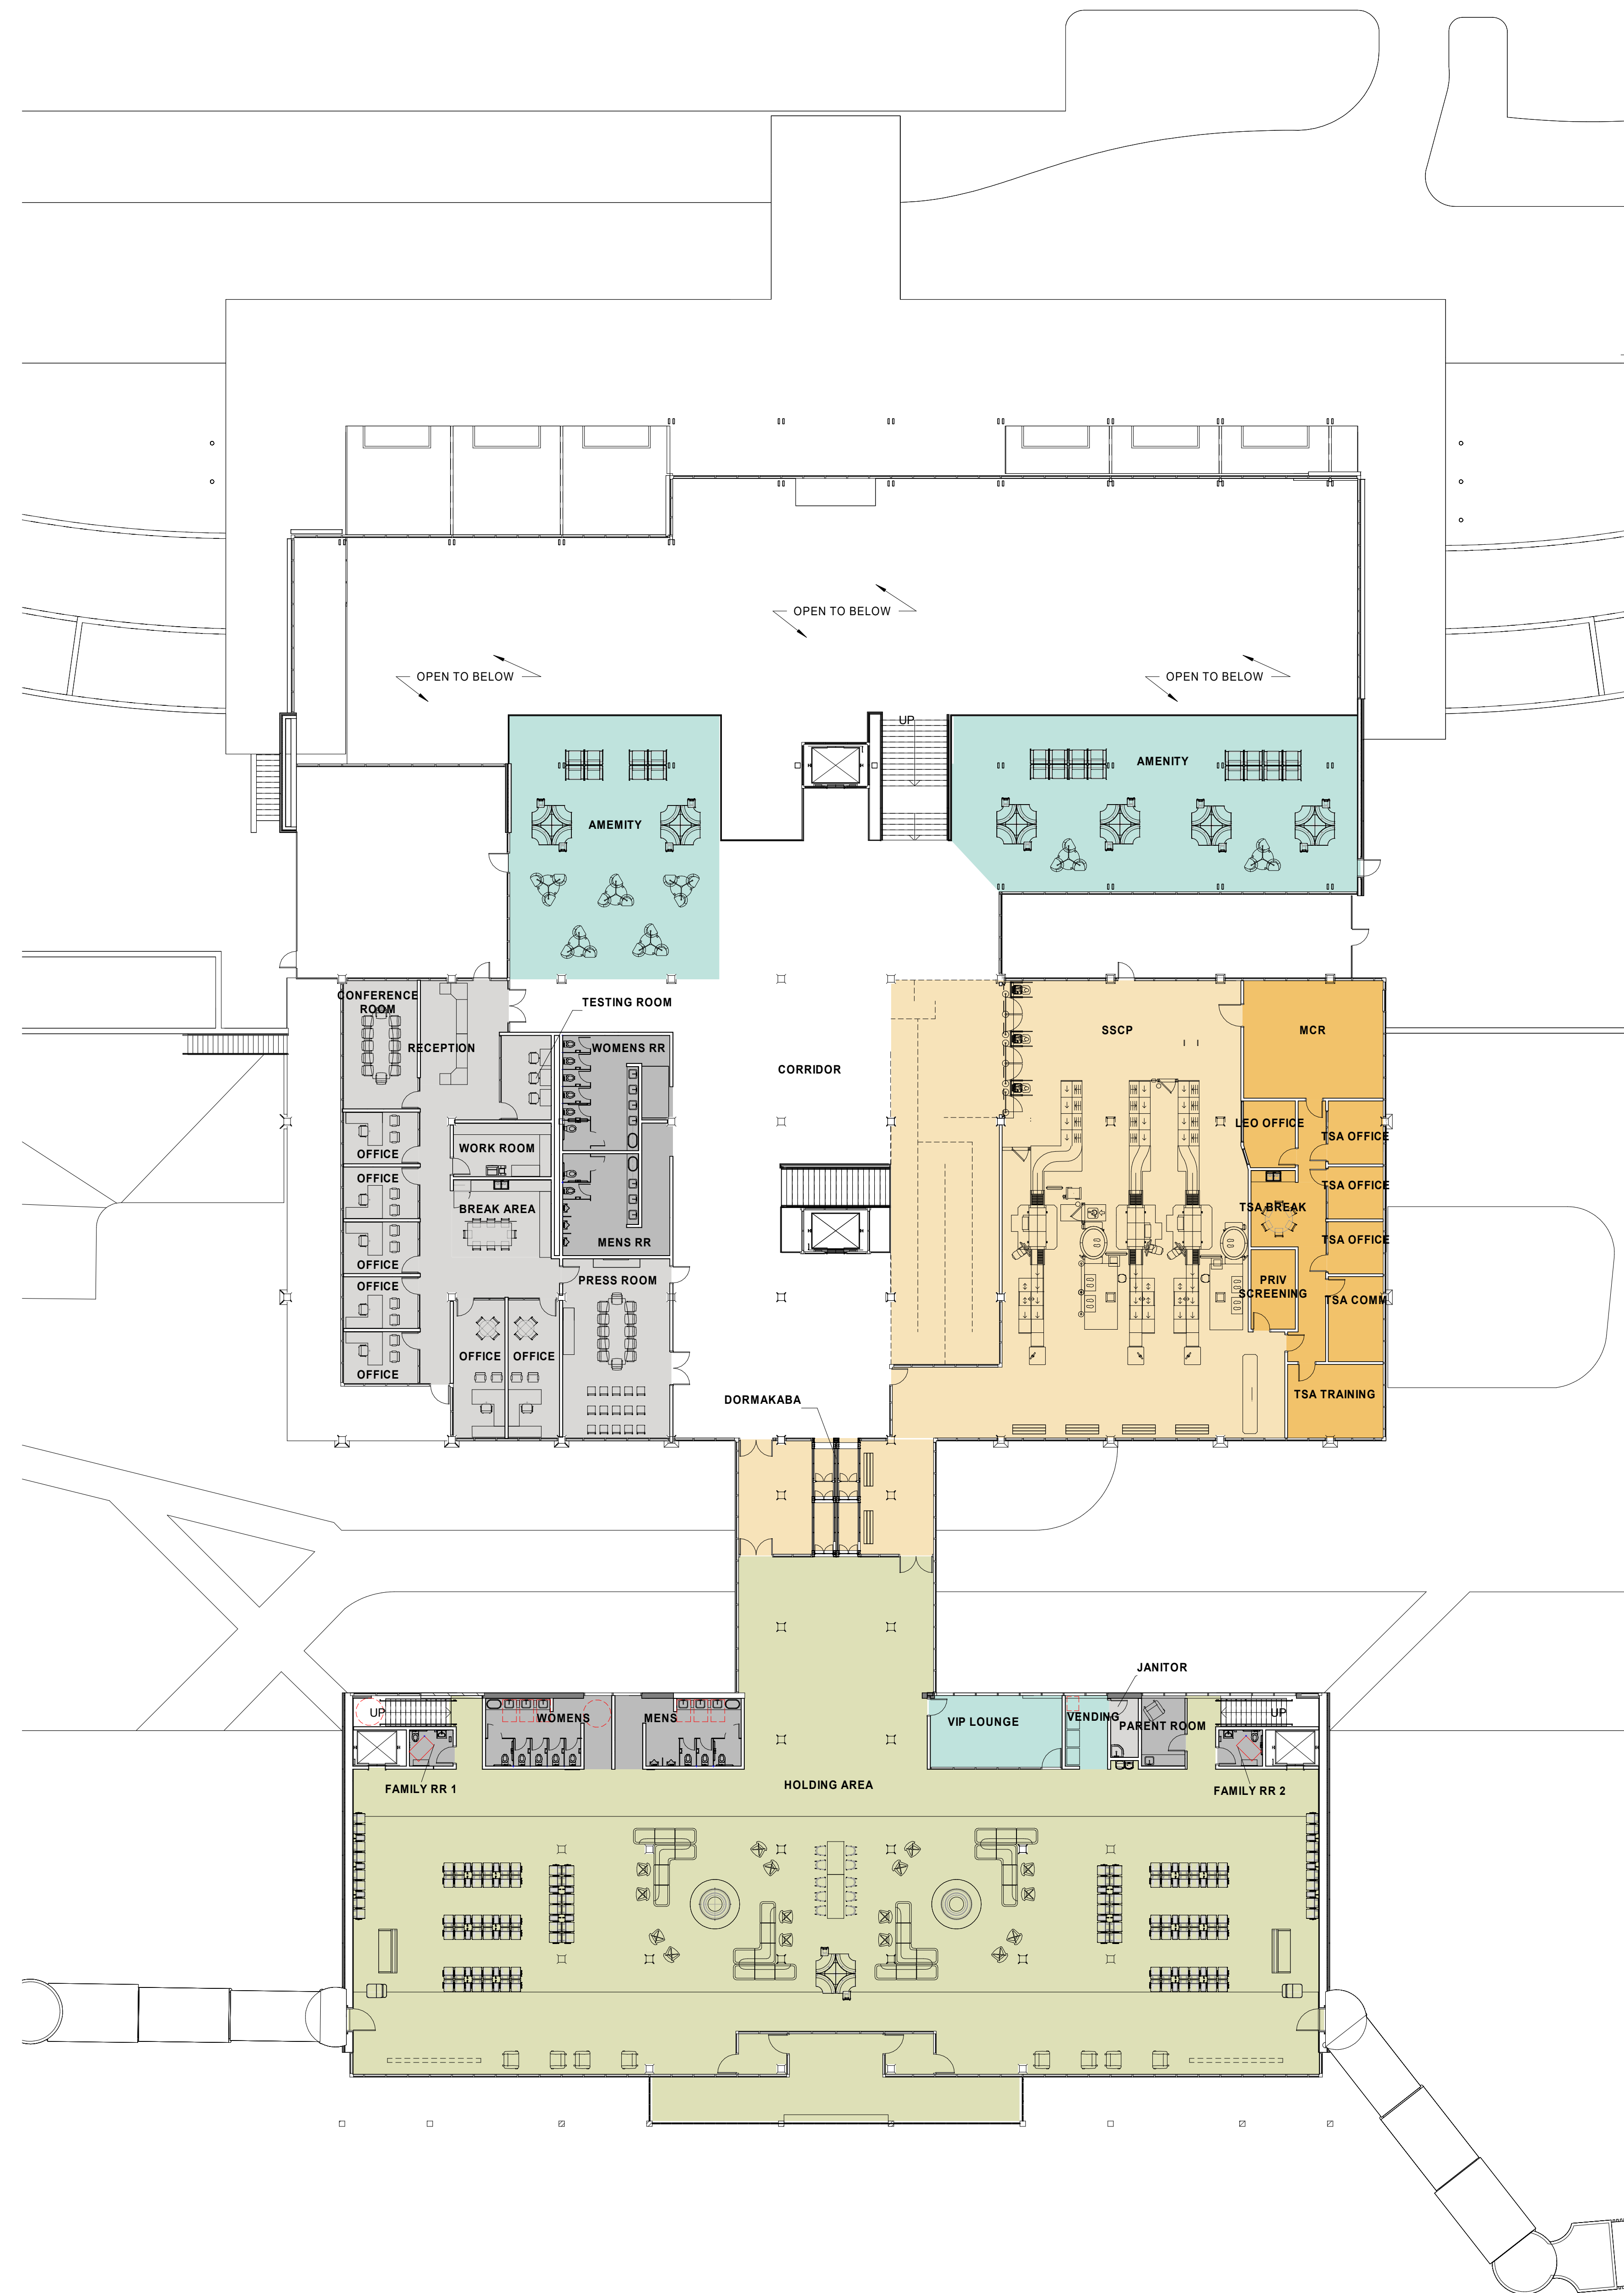 OPEN TO BELOW
OPEN TO BELOW
OPEN TO BELOW
UP
AMENITY
AMEMITY
CONFERENCE
ROOM
TESTING ROOM
RECEPTION
WOMENS RR
CORRIDOR
SSCP
MCR
LEO OFFICE
TSA OFFICE
WORK ROOM
OFFICE
OFFICE
TSA OFFICE
BREAK AREA
TSA BREAK
MENS RR
TSA OFFICE
OFFICE
PRESS ROOM
PRIV
SCREENING
OFFICE
TSA COMM
OFFICE
OFFICE
OFFICE
TSA TRAINING
DORMAKABA
JANITOR
UP
WOMENS
MENS
VIP LOUNGE
VENDING
PARENT ROOM
UP
FAMILY RR 1
HOLDING AREA
FAMILY RR 2